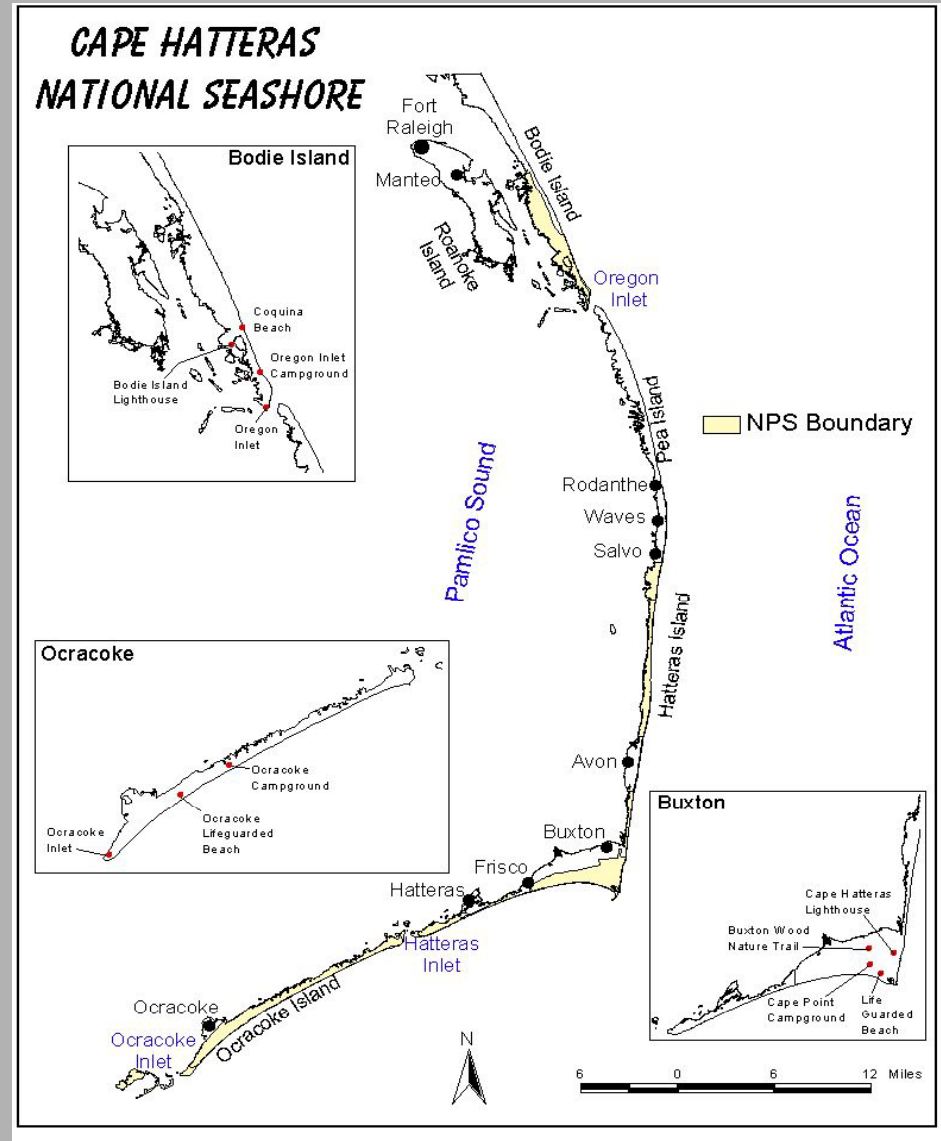 CAPE HATTERAS
NATIONAL SEASHORE
Fort
Raleigh
Manteo
Roanoke
Island
Bodie Island
Oregon
Inlet
Bodie Island
Coquina
Beach
Oregon Inlet
Campground
Bodie Island
Lighthouse
Oregon
Inlet
Pea Island
NPS Boundary
Rodanthe
Waves
Salvo
Pamlico Sound
Atlantic Ocean
Hatteras Island
Ocracoke
Ocracoke
Campground
Ocracoke
Lifeguarded
Beach
Ocracoke
Inlet
Avon
Buxton
Frisco
Hatteras
Hatteras
Inlet
Buxton
Cape Hatteras
Lighthouse
Buxton Wood
Nature Trail
Cape Point
Campground
Life
Guarded
Beach
Ocracoke
Ocracoke Island
Ocracoke
Inlet
N
6 0 6 12 Miles